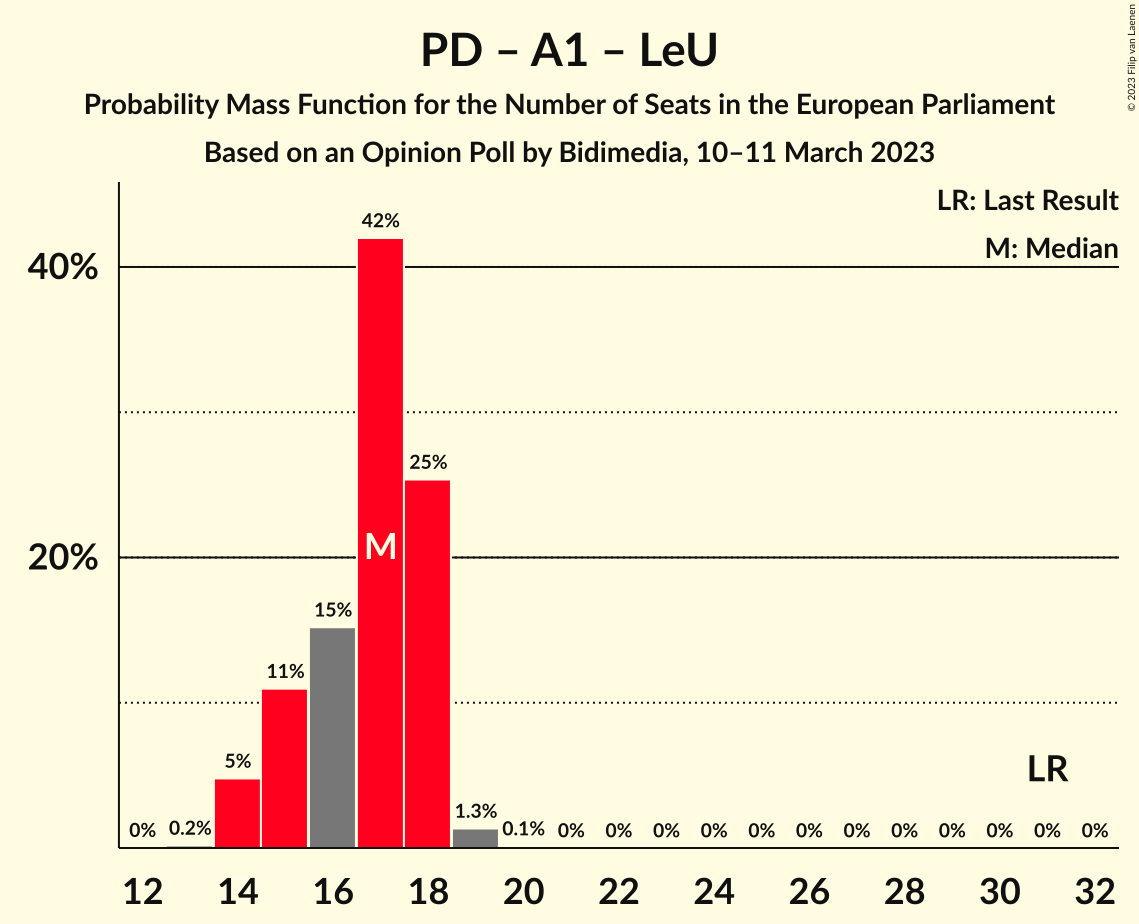 PD – A1 – LeU
Probability Mass Function for the Number of Seats in the European Parliament
Based on an Opinion Poll by Bidimedia, 10–11 March 2023
© 2023 Filip van Laenen
LR: Last Result
M: Median
40%
20%
0% 0.2% 5% 11% 15% 42% 25% 1.3% 0.1% 0% 0% 0% 0% 0% 0% 0% 0% 0% 0% 0% 0%
M
LR
12 14 16 18 20 22 24 26 28 30 32